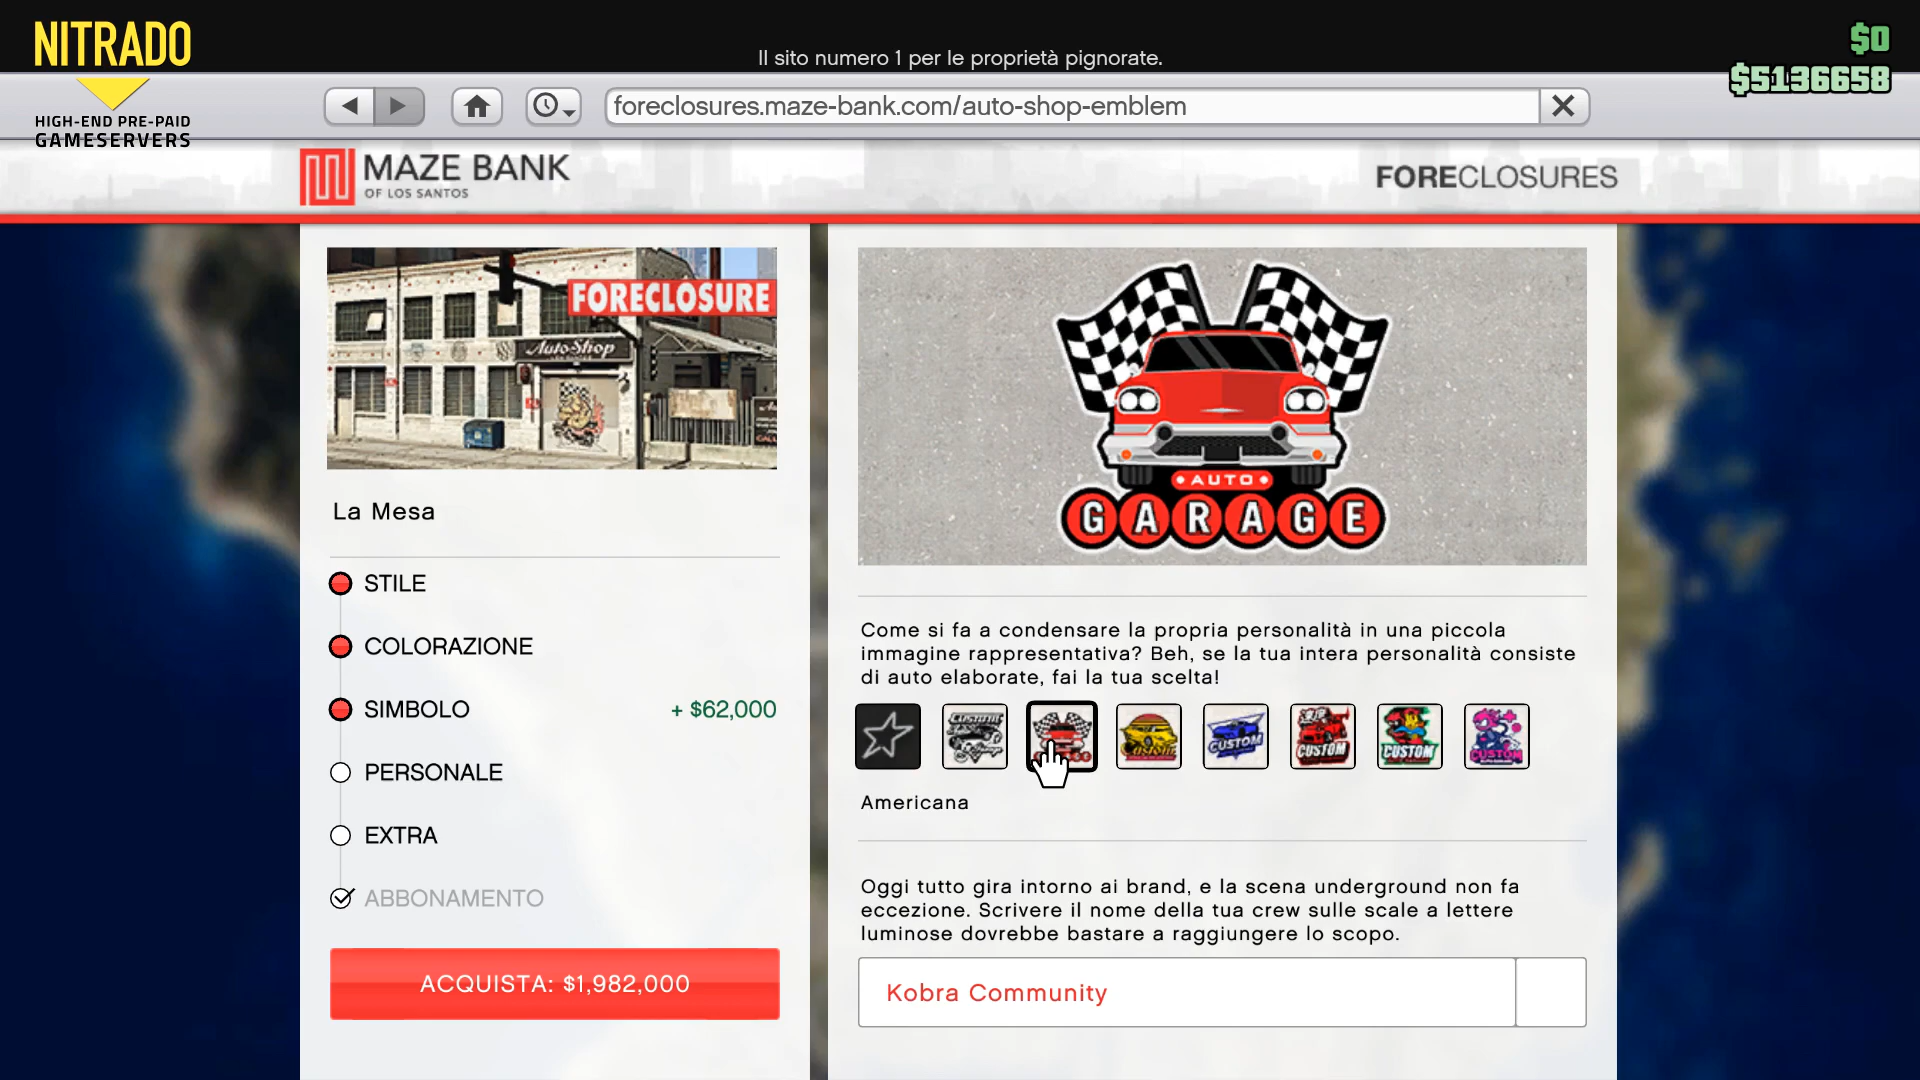 NITRADO
HIGH-END PRE-PAID
GAMESERVERS
Il sito numero 1 per le proprietà pignorate.
$0
$5136658
foreclosures.maze-bank.com/auto-shop-emblem
MAZE BANK
OF LOS SANTOS
FORECLOSURES
FORECLOSURE
Auto Shop
La Mesa
STILE
COLORAZIONE
SIMBOLO + $62,000
PERSONALE
EXTRA
ABBONAMENTO
ACQUISTA: $1,982,000
AUTO
GARAGE
Come si fa a condensare la propria personalità in una piccola
immagine rappresentativa? Beh, se la tua intera personalità consiste
di auto elaborate, fai la tua scelta!
CUSTOM
CUSTOM
CUSTOM
CUSTOM
Americana
Oggi tutto gira intorno ai brand, e la scena underground non fa
eccezione. Scrivere il nome della tua crew sulle scale a lettere
luminose dovrebbe bastare a raggiungere lo scopo.
Kobra Community